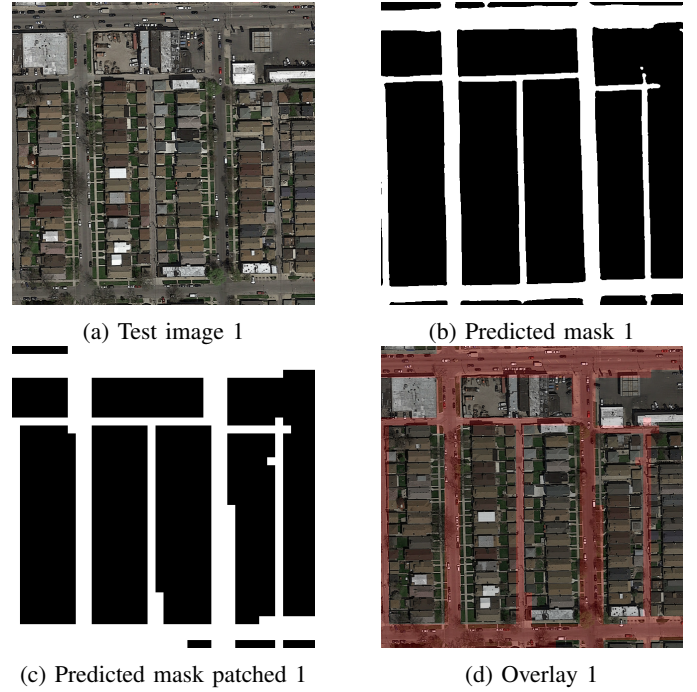 (a) Test image 1
(b) Predicted mask 1
(c) Predicted mask patched 1
(d) Overlay 1